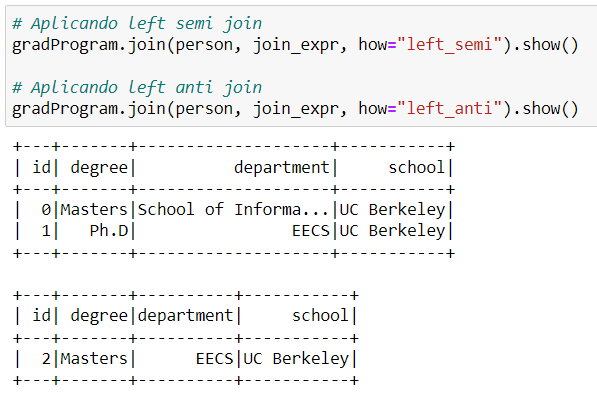 # Aplicando left semi join
gradProgram.join(person, join_expr, how="left_semi").show()
# Aplicando left anti join
gradProgram.join(person, join_expr, how="left_anti").show()
+---+-------+--------------------+-----------+
| id| degree|          department|     school|
+---+-------+--------------------+-----------+
|  0|Masters|School of Informa...|UC Berkeley|
|  1|  Ph.D|                EECS|UC Berkeley|
+---+-------+--------------------+-----------+
+---+-------+----------+-----------+
| id| degree|department|     school|
+---+-------+----------+-----------+
|  2|Masters|      EECS|UC Berkeley|
+---+-------+----------+-----------+